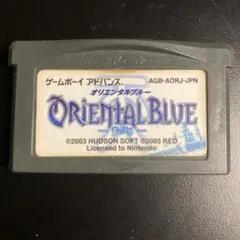 ゲームボーイ アドバンス AGB-AORJ-JPN
オリエンタルブルー
ORIENTAL BLUE
©2003 HUDSON SOFT ©2003 RED
Licensed to Nintendo